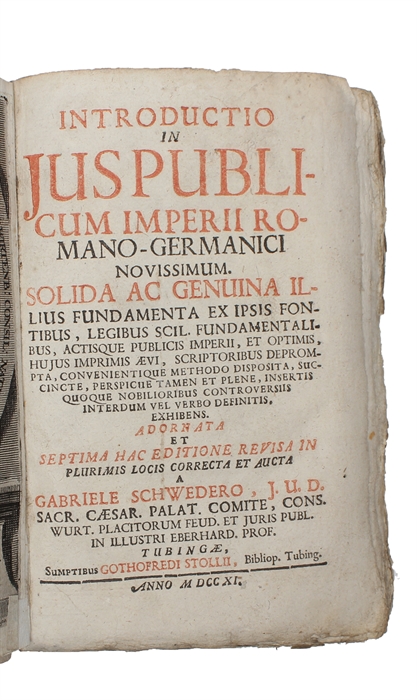 INTRODUCTIO
IN
JUS PUBLI-
CUM IMPERII RO-
MANO-GERMANICI
NOVISSIMUM.
SOLIDA AC GENUINA IL-
LIUS FUNDAMENTA EX IPSIS FON-
TIBUS, LEGIBUS SCIL. FUNDAMENTALI-
BUS, ACTISQUE PUBLICIS IMPERII, ET OPTIMIS,
HUJUS IMPRIMIS ÆVI, SCRIPTORIBUS DEPROM-
PTA, CONVENIENTIQUE METHODO DISPOSITA, SUC-
CINCTE, PERSPICUE TAMEN ET PLENE, INSERTIS
QUOQUE NOBILIORIBUS CONTROVERSIIS
INTERDUM VEL VERBO DEFINITIS,
EXHIBENS.
ADORNATA
ET
SEPTIMA HAC EDITIONE REVISA IN
PLURIMIS LOCIS CORRECTA ET AUCTA
A
GABRIELE SCHWEDERO, J. U. D.
SACR. CÆSAR. PALAT. COMITE, CONS.
WURT. PLACITORUM FEUD. ET JURIS PUBL.
IN ILLUSTRI EBERHARD. PROF.
TUBINGÆ,
SUMPTIBUS GOTHOFREDI STOLLII, Bibliop. Tubing.
ANNO M DCC XI.